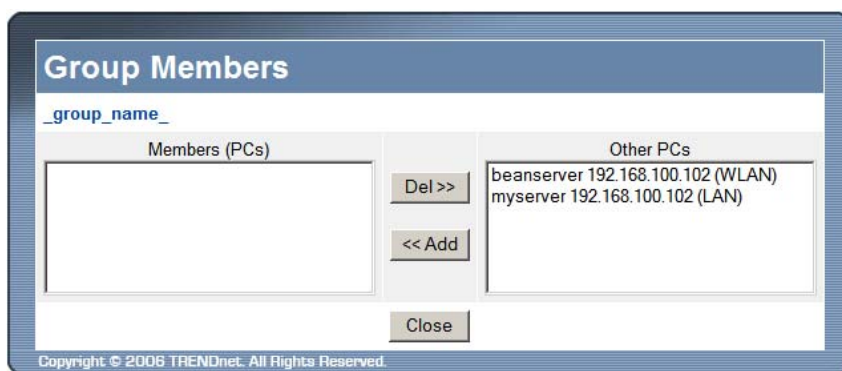 Group Members
_group_name_
Members (PCs)
Other PCs
beanserver 192.168.100.102 (WLAN)
myserver 192.168.100.102 (LAN)
Del >>
<< Add
Close
Copyright © 2006 TRENDnet. All Rights Reserved.